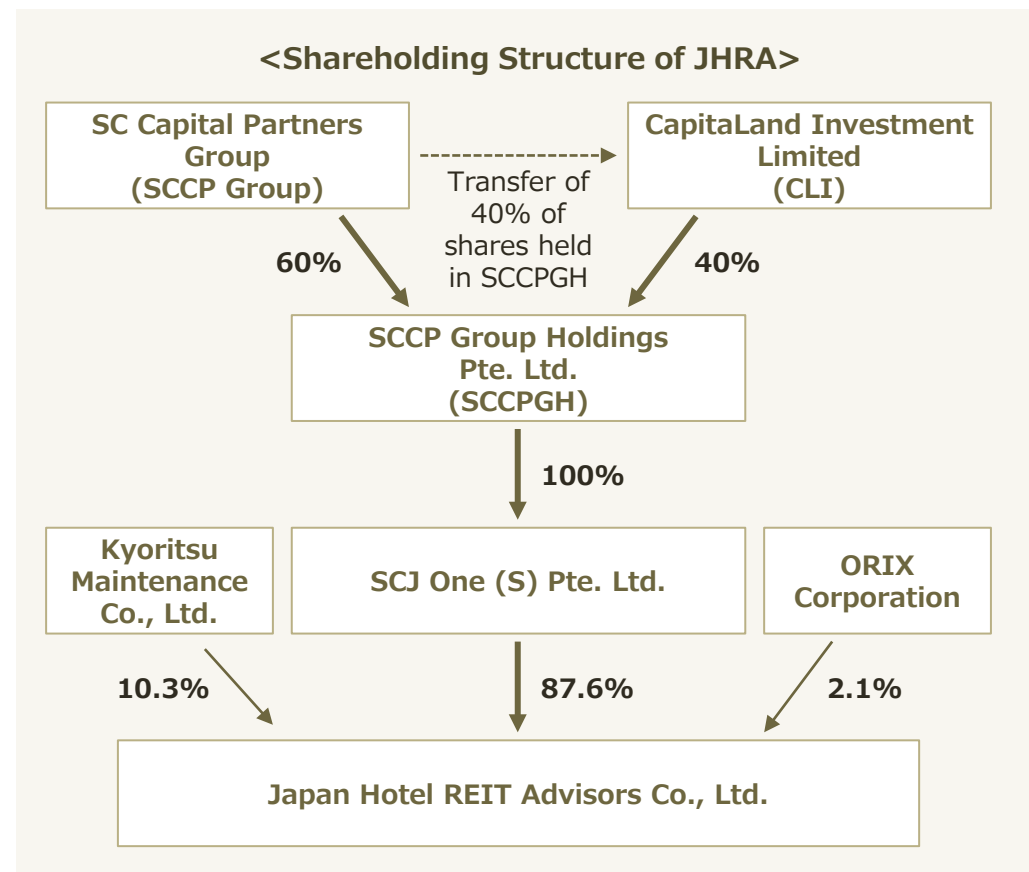 <Shareholding Structure of JHRA>
SC Capital Partners
Group
(SCCP Group)
CapitaLand Investment
Limited
(CLI)
Transfer of
40% of
shares held
in SCCPGH
60%
40%
SCCP Group Holdings
Pte. Ltd.
(SCCPGH)
100%
Kyoritsu
Maintenance
Co., Ltd.
SCJ One (S) Pte. Ltd.
ORIX
Corporation
10.3%
87.6%
2.1%
Japan Hotel REIT Advisors Co., Ltd.